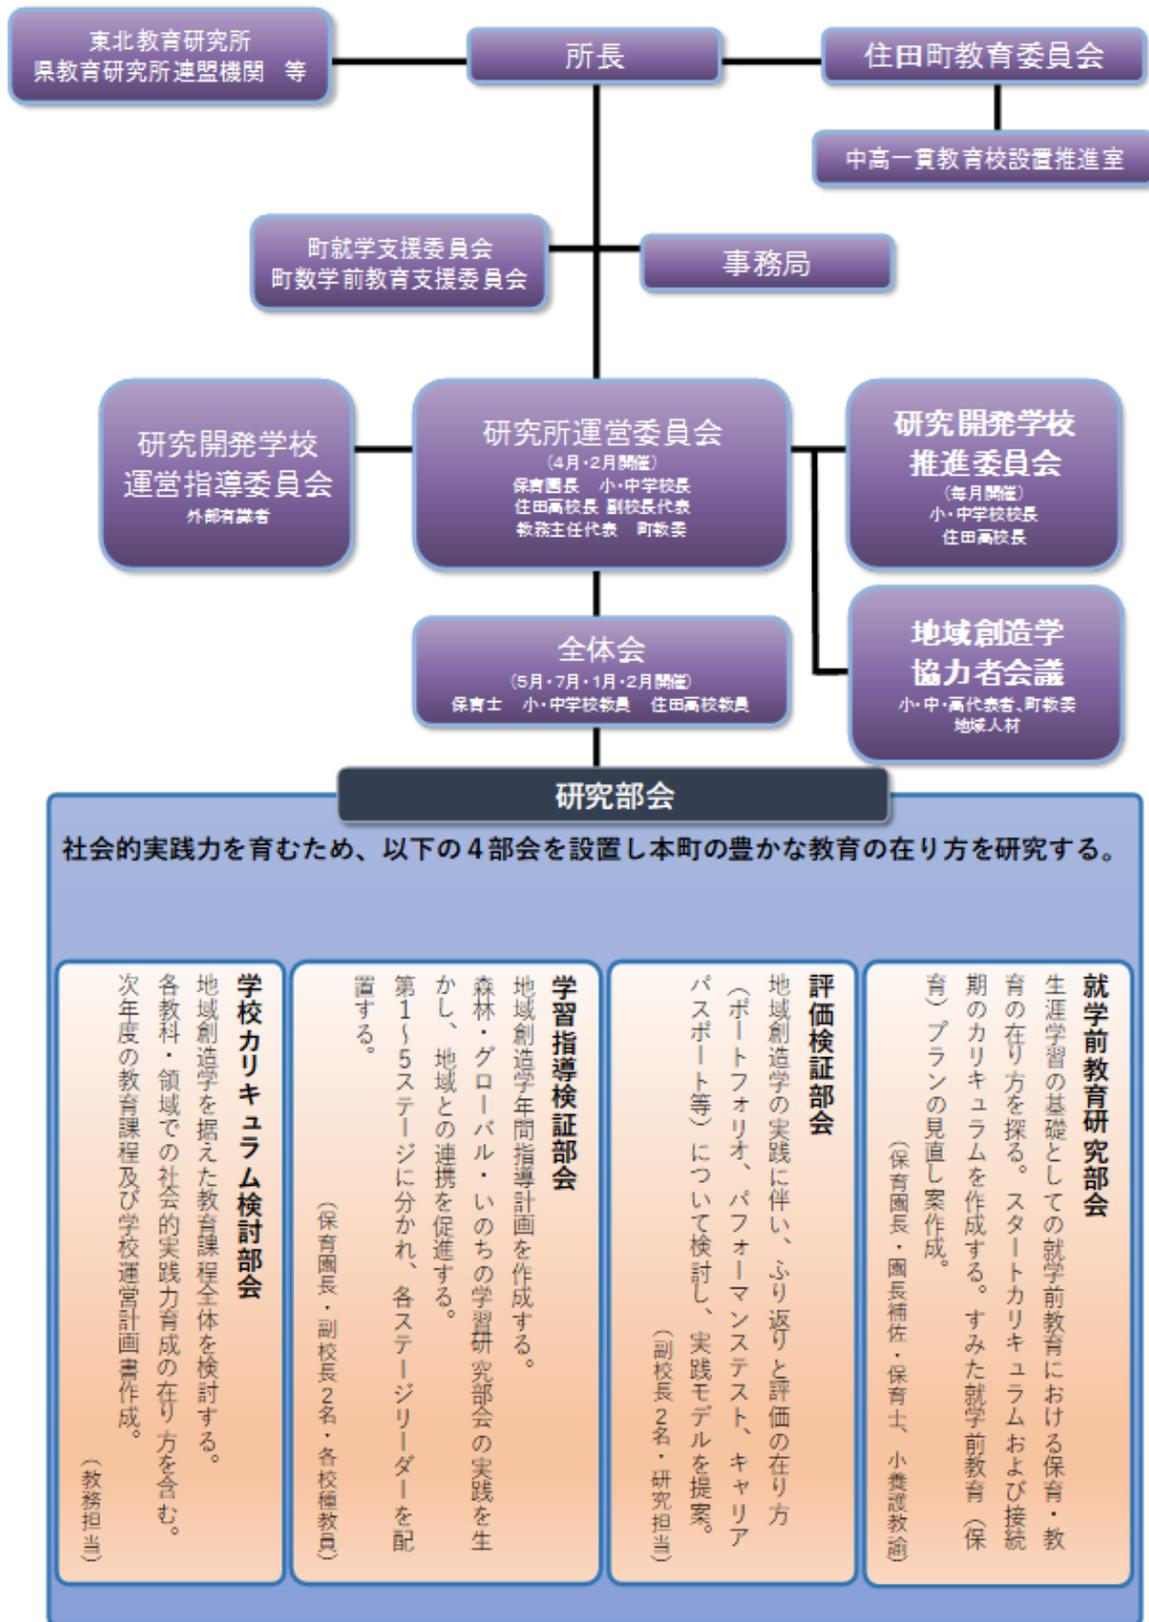 東北教育研究所
県教育研究所連盟機関 等
所長
住田町教育委員会
中高一貫教育校設置推進室
町就学支援委員会
町数学前教育支援委員会
事務局
研究開発学校
運営指導委員会
外部有識者
研究所運営委員会
(4月・2月開催)
保育園長 小・中学校長
住田高校長 副校長代表
教務主任代表 町教委
研究開発学校
推進委員会
(毎月開催)
小・中学校校長
住田高校長
全体会
(5月・7月・1月・2月開催)
保育士 小・中学校教員 住田高校教員
地域創造学
協力者会議
小・中・高代表者、町教委
地域人材
研究部会
社会的実践力を育むため、以下の4部会を設置し本町の豊かな教育の在り方を研究する。
就学前教育研究部会
生涯学習の基礎としての就学前教育における保育・教
育の在り方を探る。スタートカリキュラムおよび接続
期のカリキュラムを作成する。すみた就学前教育（保
育）プランの見直し案作成。
（保育園長・園長補佐・保育士、小養護教諭）
評価検証部会
地域創造学の実践に伴い、ふり返りと評価の在り方
（ポートフォリオ、パフォーマンステスト、キャリア
パスポート等）について検討し、実践モデルを提案。
（副校長２名・研究担当）
学習指導検証部会
地域創造学年間指導計画を作成する。
森林・グローバル・いのちの学習研究部会の実践を生
かし、地域との連携を促進する。
第１～５ステージに分かれ、各ステージリーダーを配
置する。
（保育園長・副校長２名・各校種教員）
学校カリキュラム検討部会
地域創造学を据えた教育課程全体を検討する。
各教科・領域での社会的実践力育成の在り方を含む。
次年度の教育課程及び学校運営計画書作成。
（教務担当）